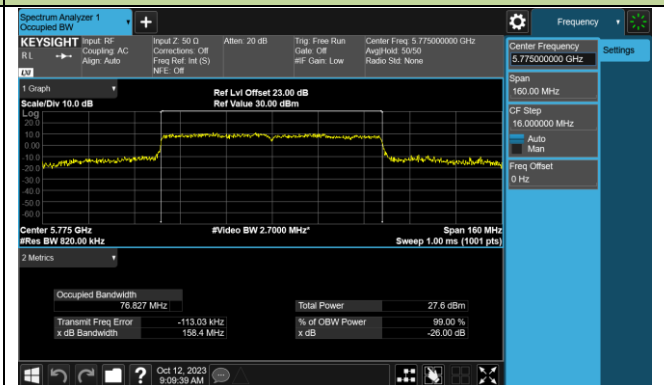 Spectrum Analyzer 1
Occupied BW
+
Frequency
KEYSIGHT
RL
LXI
Input: RF
Coupling: AC
Align: Auto
Input Z: 50 Ω
Corrections: Off
Freq Ref: Int (S)
NFE: Off
Atten: 20 dB
Trig: Free Run
Gate: Off
#IF Gain: Low
Center Freq: 5.775000000 GHz
Avg|Hold: 50/50
Radio Std: None
Center Frequency
5.775000000 GHz
Settings
Span
160.00 MHz
CF Step
16.000000 MHz
Auto
Man
Freq Offset
0 Hz
1 Graph
Scale/Div 10.0 dB
Ref Lvl Offset 23.00 dB
Ref Value 30.00 dBm
Log
20.0
10.0
0.00
-10.0
-20.0
-30.0
-40.0
-50.0
-60.0
Center 5.775 GHz
#Video BW 2.7000 MHz*
Span 160 MHz
#Res BW 820.00 kHz
Sweep 1.00 ms (1001 pts)
2 Metrics
Occupied Bandwidth
76.827 MHz
Total Power
27.6 dBm
Transmit Freq Error
-113.03 kHz
% of OBW Power
99.00 %
x dB Bandwidth
158.4 MHz
x dB
-26.00 dB
?
Oct 12, 2023
9:09:39 AM